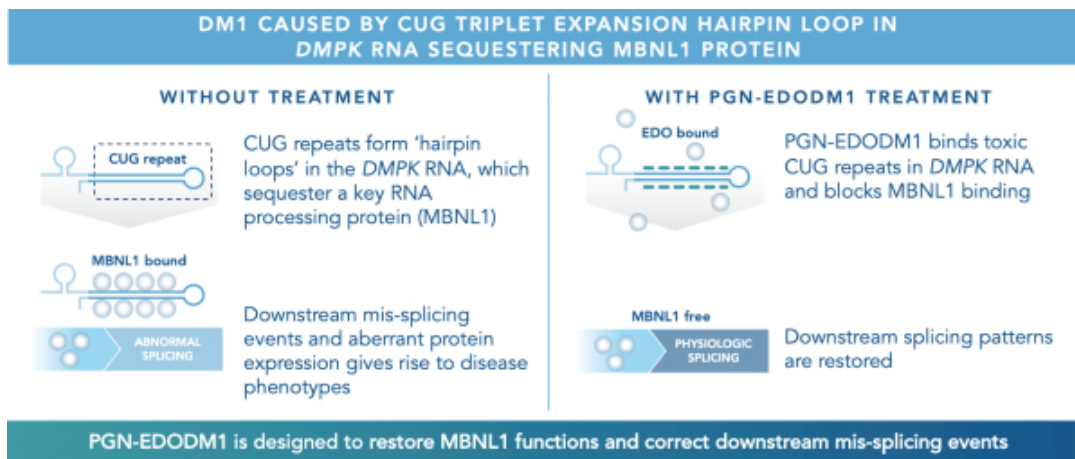 DM1 CAUSED BY CUG TRIPLET EXPANSION HAIRPIN LOOP IN
DMPK RNA SEQUESTERING MBNL1 PROTEIN
WITHOUT TREATMENT
CUG repeat
CUG repeats form ‘hairpin
loops’ in the DMPK RNA, which
sequester a key RNA
processing protein (MBNL1)
MBNL1 bound
ABNORMAL
SPLICING
Downstream mis-splicing
events and aberrant protein
expression gives rise to disease
phenotypes
WITH PGN-EDODM1 TREATMENT
EDO bound
PGN-EDODM1 binds toxic
CUG repeats in DMPK RNA
and blocks MBNL1 binding
MBNL1 free
PHYSIOLOGIC
SPLICING
Downstream splicing patterns
are restored
PGN-EDODM1 is designed to restore MBNL1 functions and correct downstream mis-splicing events